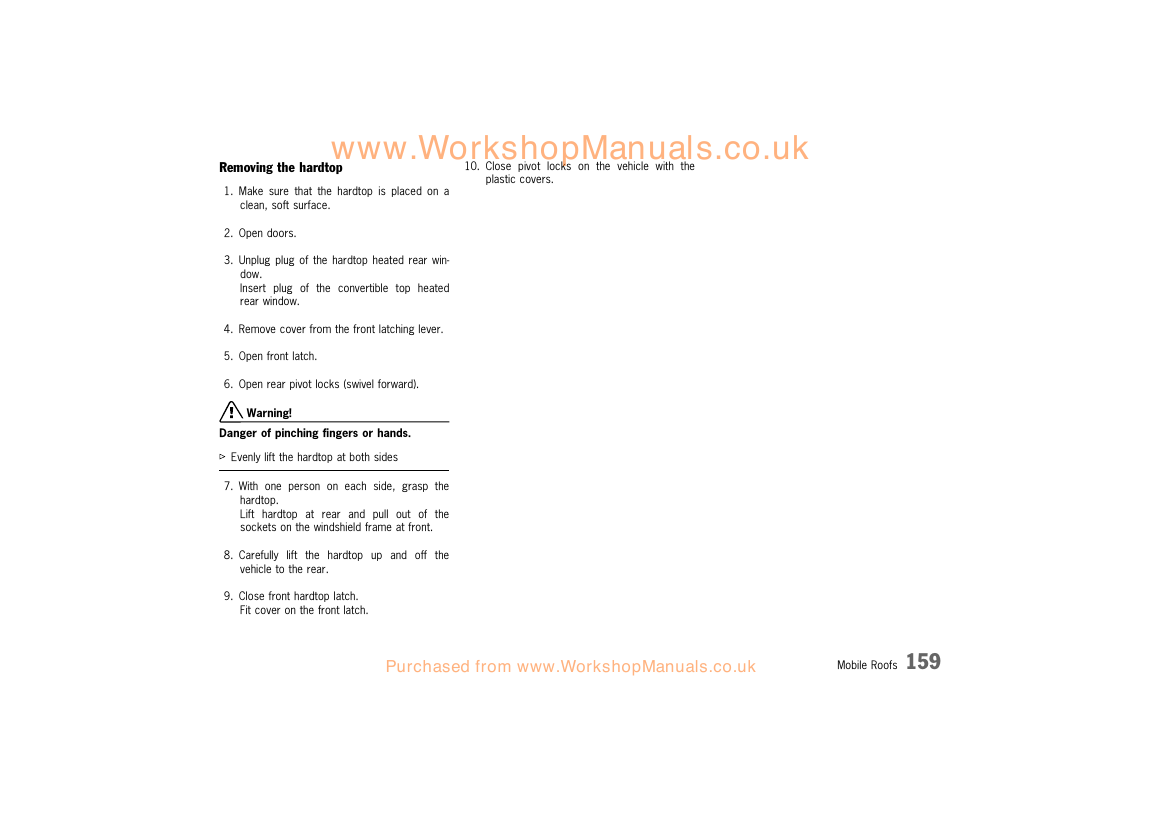 www.WorkshopManuals.co.uk
Removing the hardtop
1. Make sure that the hardtop is placed on a
clean, soft surface.
2. Open doors.
3. Unplug plug of the hardtop heated rear win-
dow.
Insert plug of the convertible top heated
rear window.
4. Remove cover from the front latching lever.
5. Open front latch.
6. Open rear pivot locks (swivel forward).
Warning!
Danger of pinching fingers or hands.
▷ Evenly lift the hardtop at both sides
7. With one person on each side, grasp the
hardtop.
Lift hardtop at rear and pull out of the
sockets on the windshield frame at front.
8. Carefully lift the hardtop up and off the
vehicle to the rear.
9. Close front hardtop latch.
Fit cover on the front latch.
10. Close pivot locks on the vehicle with the
plastic covers.
Purchased from www.WorkshopManuals.co.uk
Mobile Roofs 159